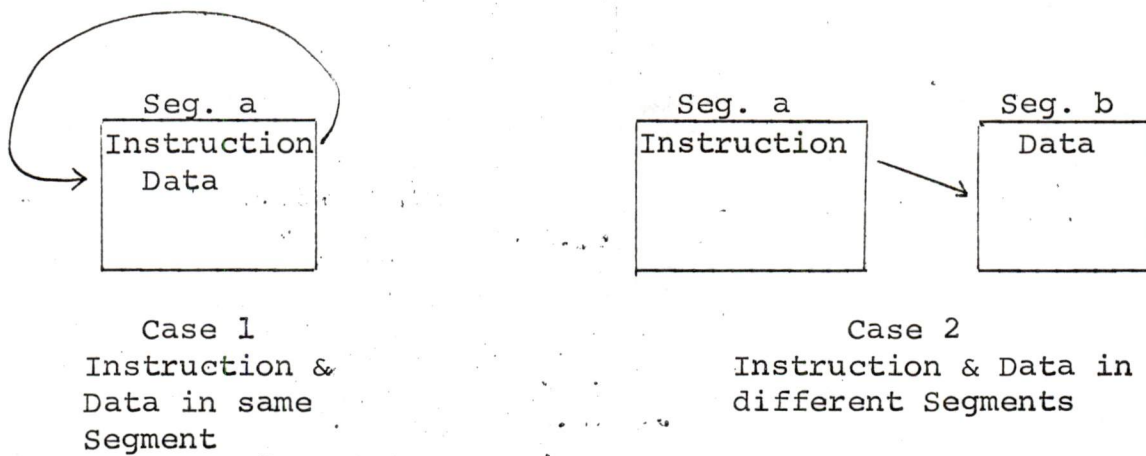 Seg. a
Instruction
Data
Case 1
Instruction &
Data in same
Segment
Seg. a
Instruction
Seg. b
Data
Case 2
Instruction & Data in
different Segments